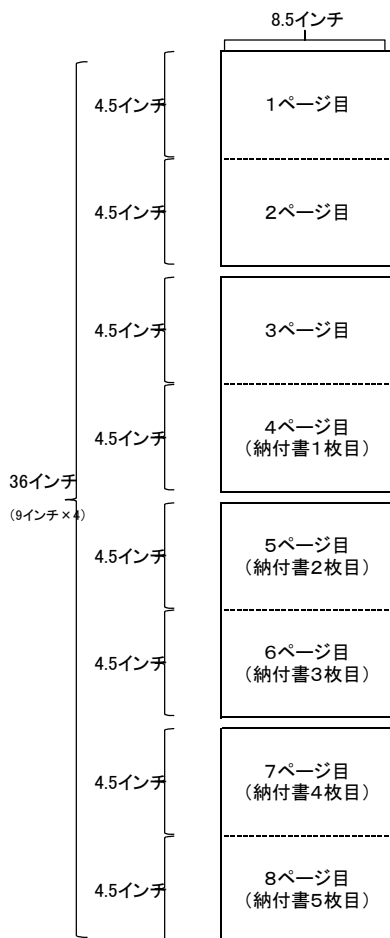 8.5インチ
4.5インチ
1ページ目
4.5インチ
2ページ目
4.5インチ
3ページ目
4.5インチ
4ページ目
(納付書1枚目)
36インチ
(9インチ×4)
4.5インチ
5ページ目
(納付書2枚目)
4.5インチ
6ページ目
(納付書3枚目)
4.5インチ
7ページ目
(納付書4枚目)
4.5インチ
8ページ目
(納付書5枚目)